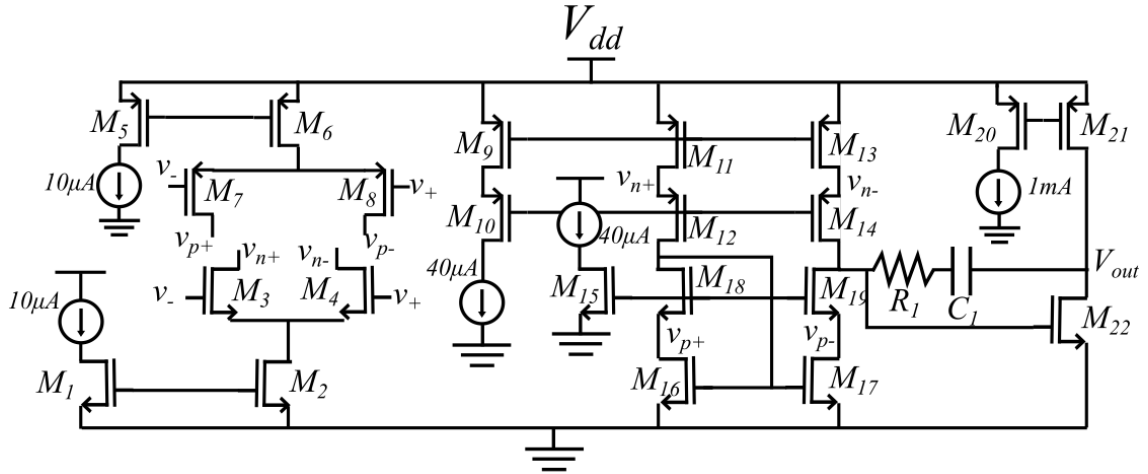 V_dd
M_5
M_6
M_9
M_11
M_13
M_20
M_21
10μA
v_-
M_7
M_8
v_+
v_n+
v_n-
1mA
v_p+
v_p-
M_10
40μA
M_12
M_14
v_n+
v_n-
V_out
10μA
v_-
M_3
M_4
v_+
40μA
M_15
M_18
M_19
R_1
C_1
M_22
v_p+
v_p-
M_1
M_2
M_16
M_17